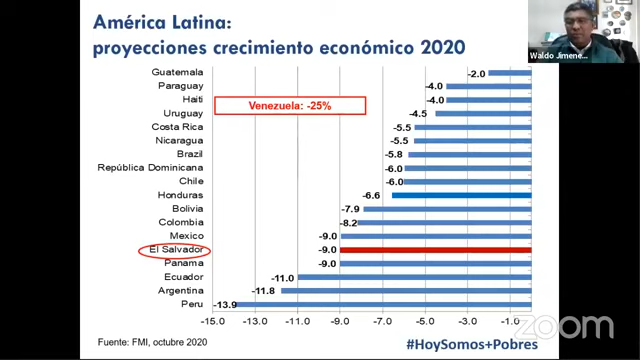 América Latina:
proyecciones crecimiento económico 2020
Waldo Jimene...
Guatemala -2.0
Paraguay -4.0
Haiti -4.0
Venezuela: -25%
Uruguay -4.5
Costa Rica -5.5
Nicaragua -5.5
Brazil -5.8
República Dominicana -6.0
Chile -6.0
Honduras -6.6
Bolivia -7.9
Colombia -8.2
Mexico -9.0
El Salvador -9.0
Panama -9.0
Ecuador -11.0
Argentina -11.8
Peru -13.9
-15.0 -13.0 -11.0 -9.0 -7.0 -5.0 -3.0 -1.0
zoom
Fuente: FMI, octubre 2020
#HoySomos+Pobres